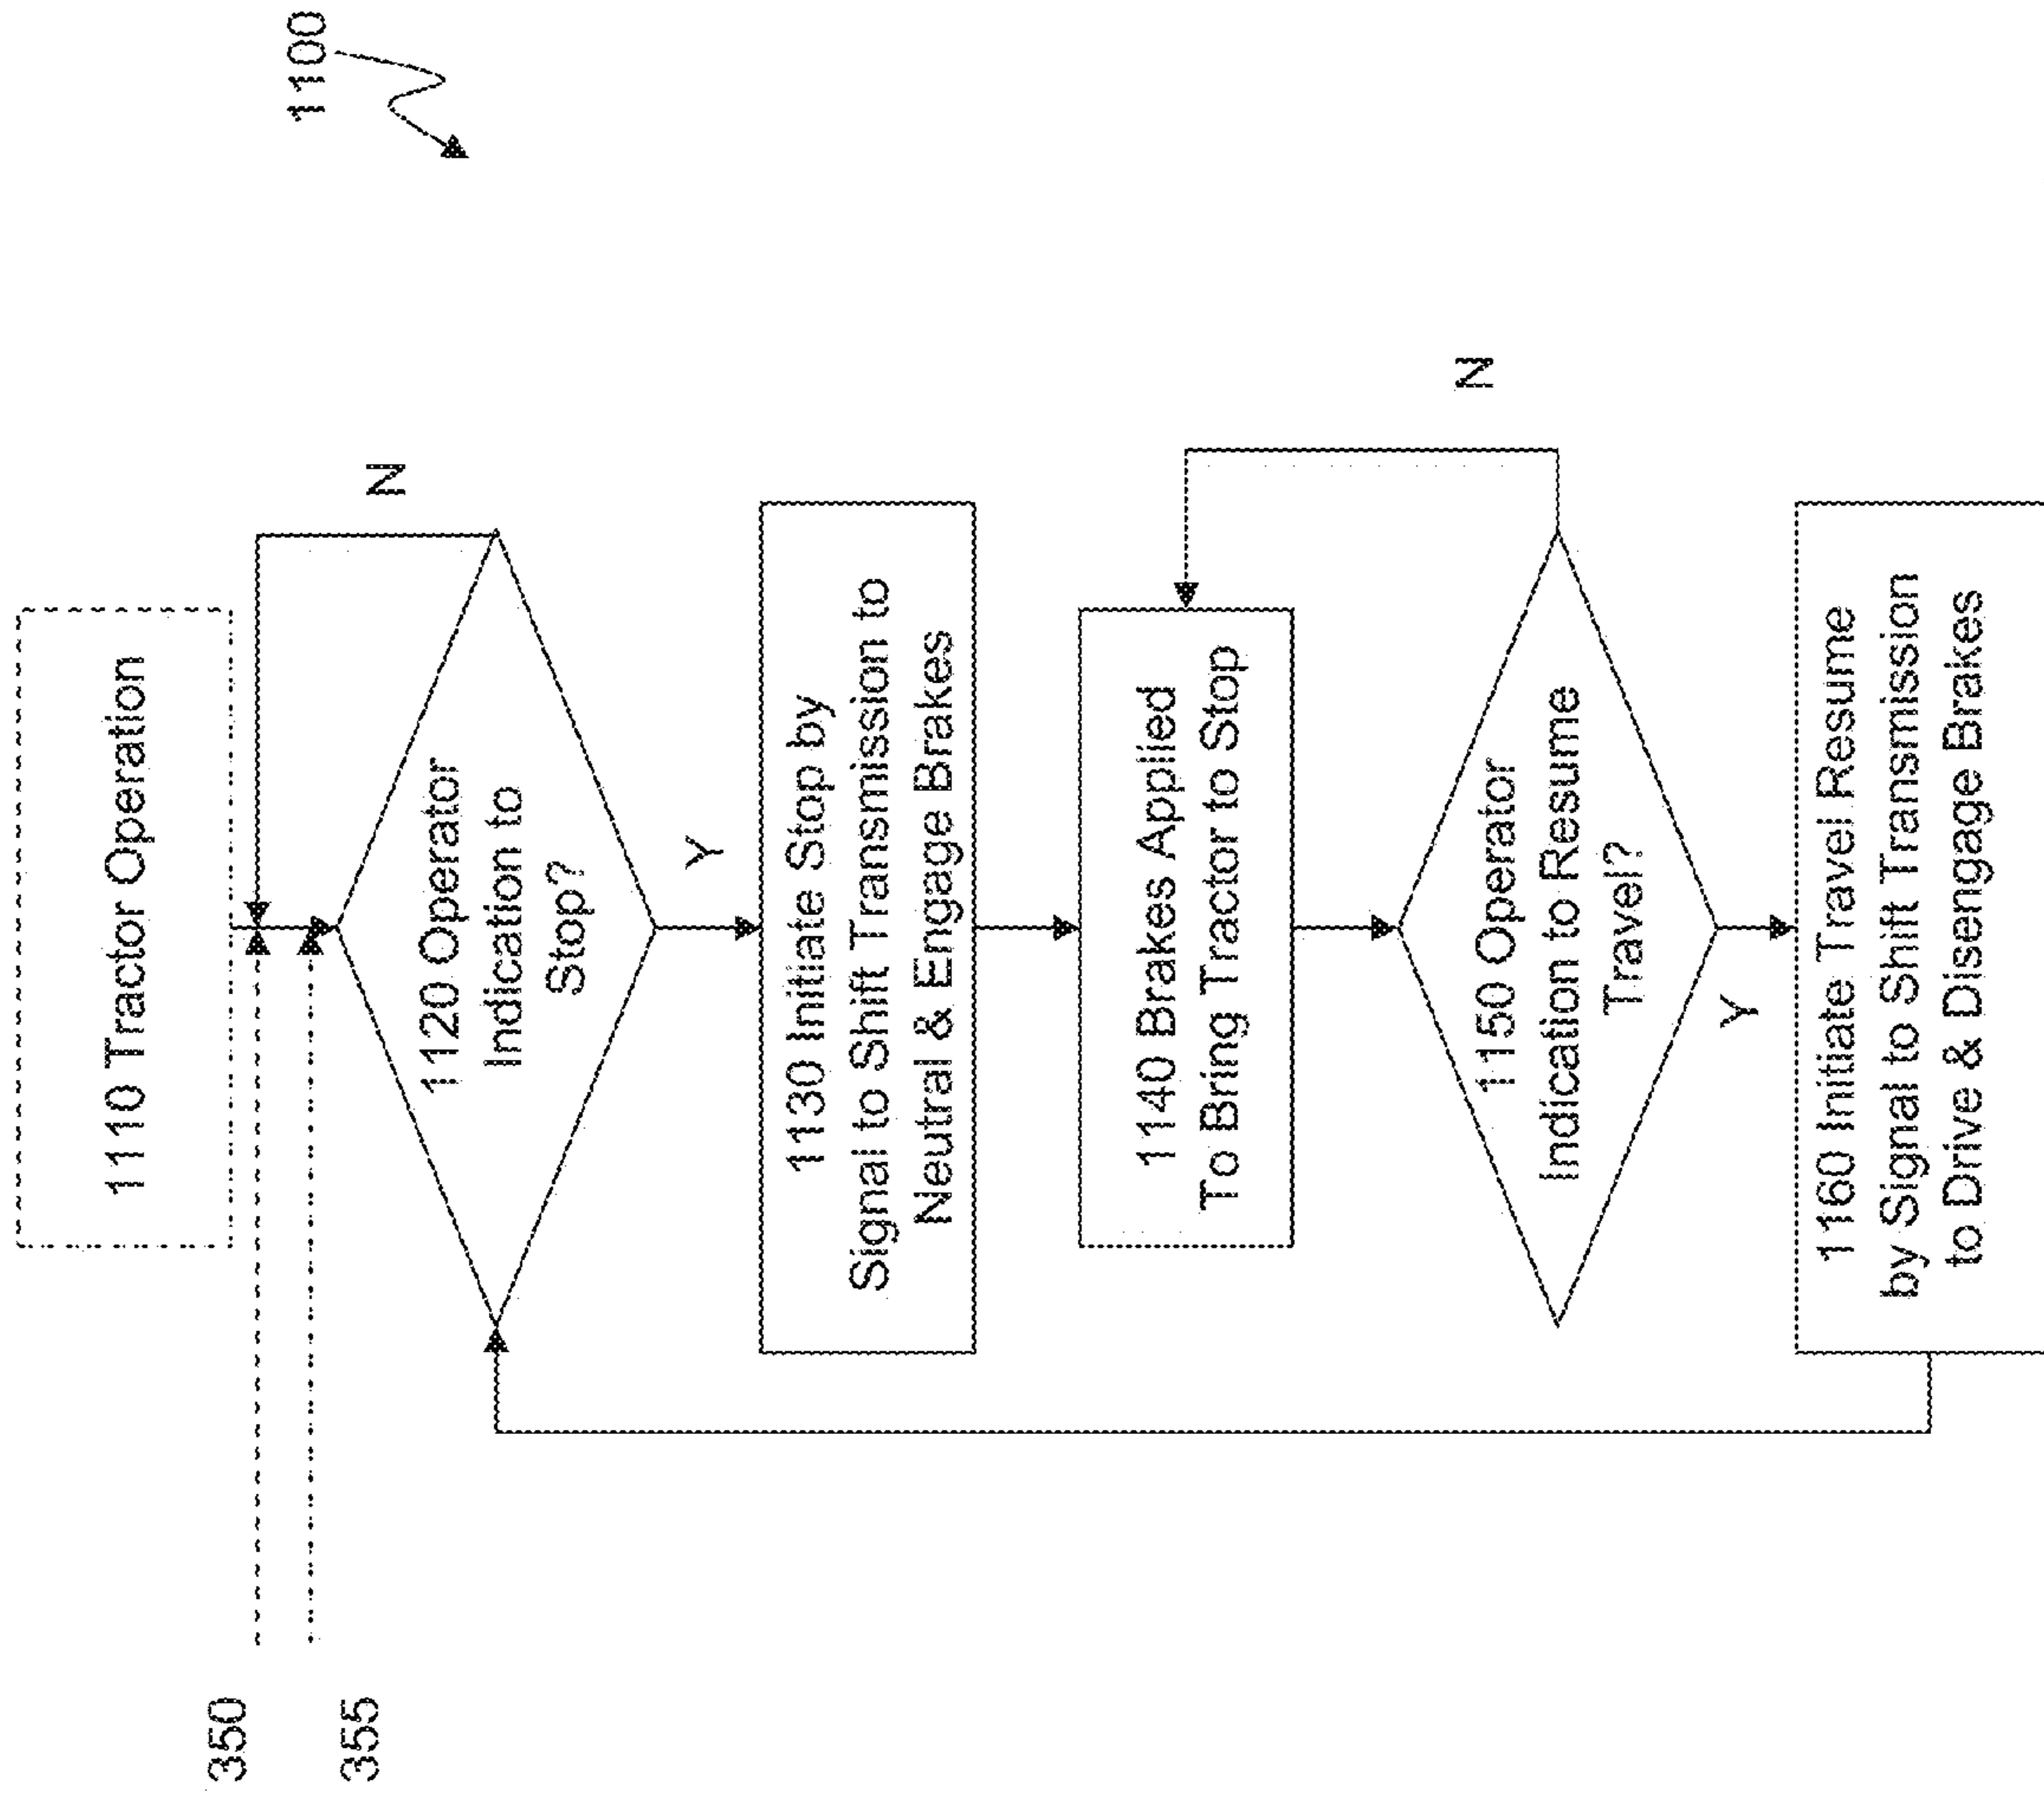 1100
1110 Tractor Operation
350
355
N
1120 Operator
Indication to
Stop?
Y
1130 Initiate Stop by
Signal to Shift Transmission to
Neutral & Engage Brakes
1140 Brakes Applied
To Bring Tractor to Stop
N
1150 Operator
Indication to Resume
Travel?
Y
1160 Initiate Travel Resume
by Signal to Shift Transmission
to Drive & Disengage Brakes